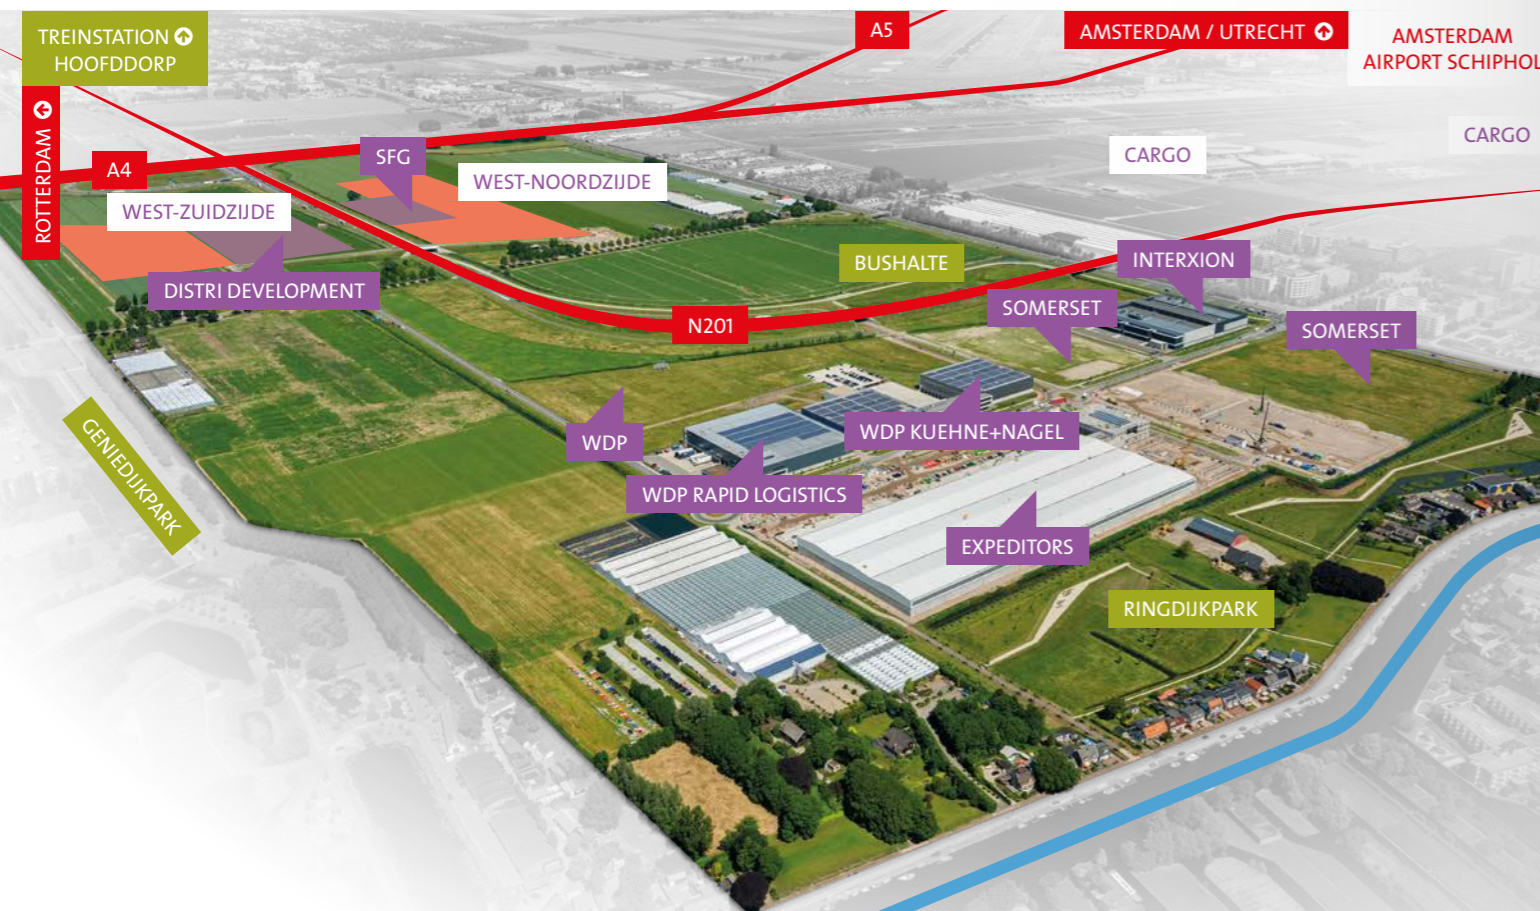 TREINSTATION
HOOFDDORP
A5
AMSTERDAM / UTRECHT
AMSTERDAM
AIRPORT SCHIPHOL
ROTTERDAM
A4
SFG
CARGO
CARGO
WEST-ZUIDZIJDE
WEST-NOORDZIJDE
DISTRI DEVELOPMENT
BUSHALTE
INTERXION
N201
SOMERSET
SOMERSET
GENIEDIJKPARK
WDP
WDP KUEHNE+NAGEL
WDP RAPID LOGISTICS
EXPEDITORS
RINGDIJKPARK